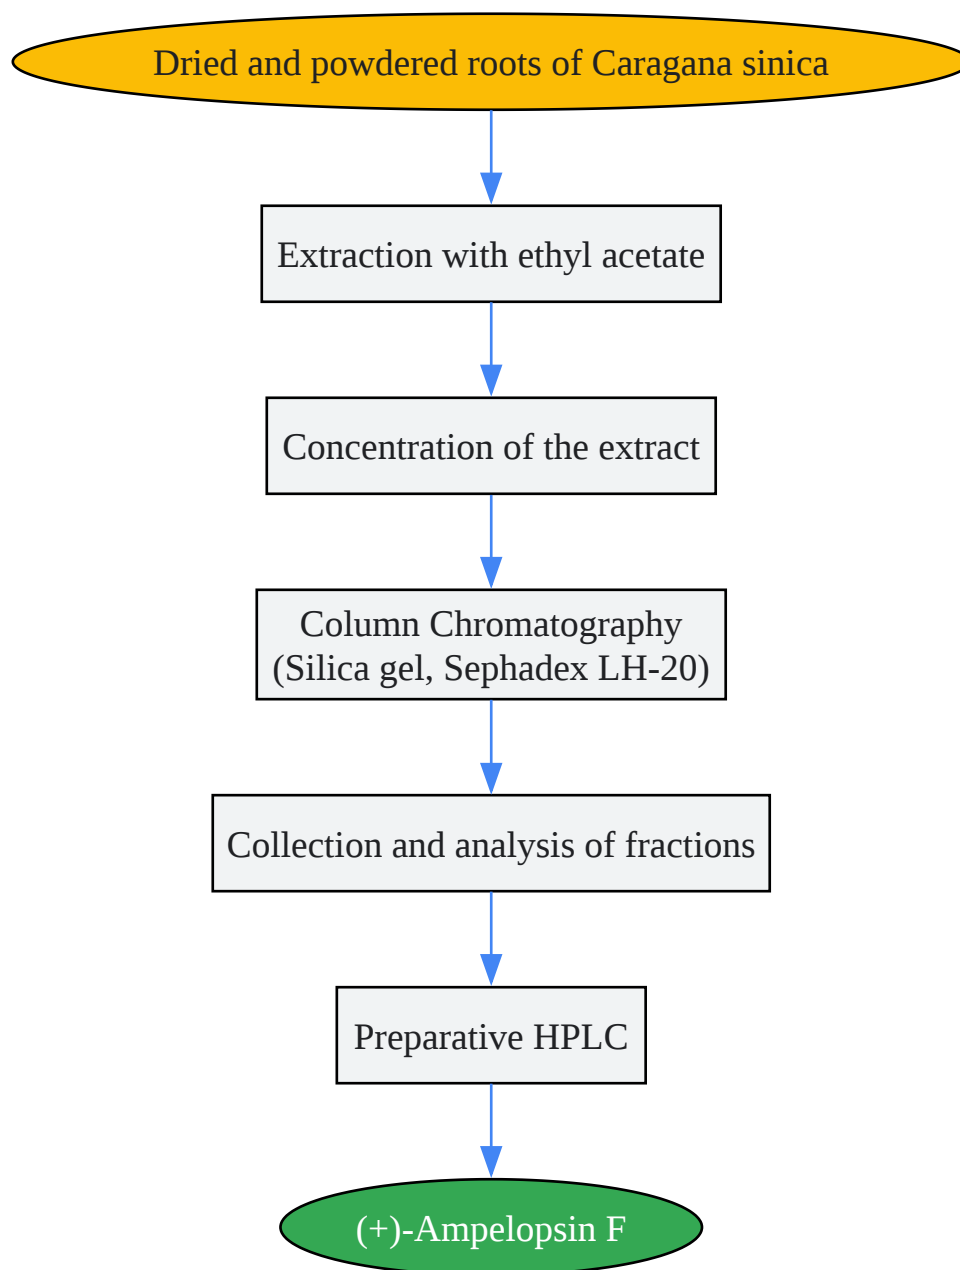 Dried and powdered roots of Caragana sinica
Extraction with ethyl acetate
Concentration of the extract
Column Chromatography
(Silica gel, Sephadex LH-20)
Collection and analysis of fractions
Preparative HPLC
(+)-Ampelopsin F